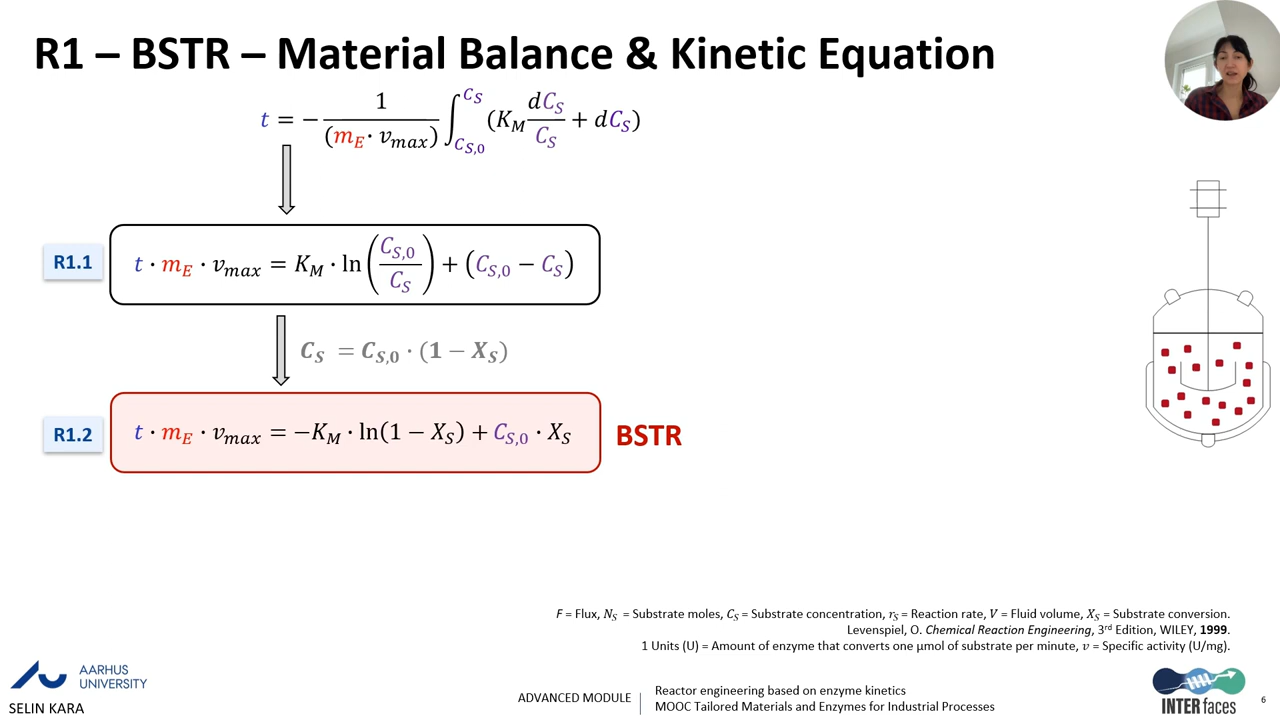 R1 – BSTR – Material Balance & Kinetic Equation
t = − 1/(m_E · v_max) ∫_{C_S,0}^{C_S} (K_M dC_S/C_S + dC_S)
R1.1
t · m_E · v_max = K_M · ln(C_S,0/C_S) + (C_S,0 − C_S)
C_S = C_S,0 · (1 − X_S)
R1.2
t · m_E · v_max = −K_M · ln(1 − X_S) + C_S,0 · X_S
BSTR
F = Flux, N_S = Substrate moles, C_S = Substrate concentration, r_S = Reaction rate, V = Fluid volume, X_S = Substrate conversion.
Levenspiel, O. Chemical Reaction Engineering, 3rd Edition, WILEY, 1999.
1 Units (U) = Amount of enzyme that converts one µmol of substrate per minute, v = Specific activity (U/mg).
AARHUS
UNIVERSITY
SELIN KARA
ADVANCED MODULE
Reactor engineering based on enzyme kinetics
MOOC Tailored Materials and Enzymes for Industrial Processes
INTERfaces
6